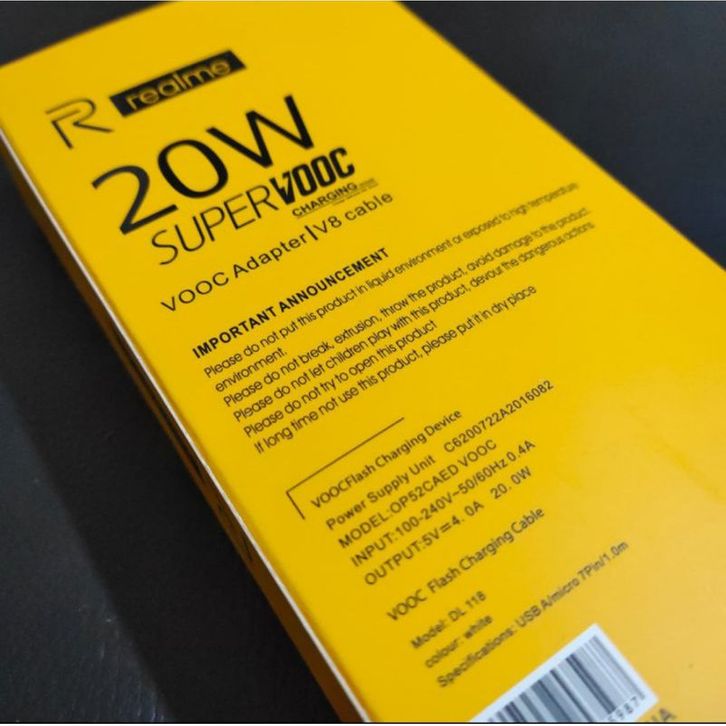 R realme
20W
SUPERVOOC
CHARGING
VOOC Adapter|V8 cable
IMPORTANT ANNOUNCEMENT
Please do not put this product in liquid environment or exposed to high temperature
environment.
Please do not break, extrusion, throw the product, avoid damage to the product
Please do not let children play with this product, devour the dangerous actions
Please do not try to open this product
If long time not use this product, please put it in dry place
VOOCFlash Charging Device
Power Supply Unit C6200722A2016082
MODEL:OP52CAED VOOC
INPUT:100-240V~50/60Hz 0.4A
OUTPUT:5V=4.0A 20.0W
VOOC Flash Charging Cable
Model: DL 118
colour: white
Specifications: USB A/micro 7Pin/1.0m